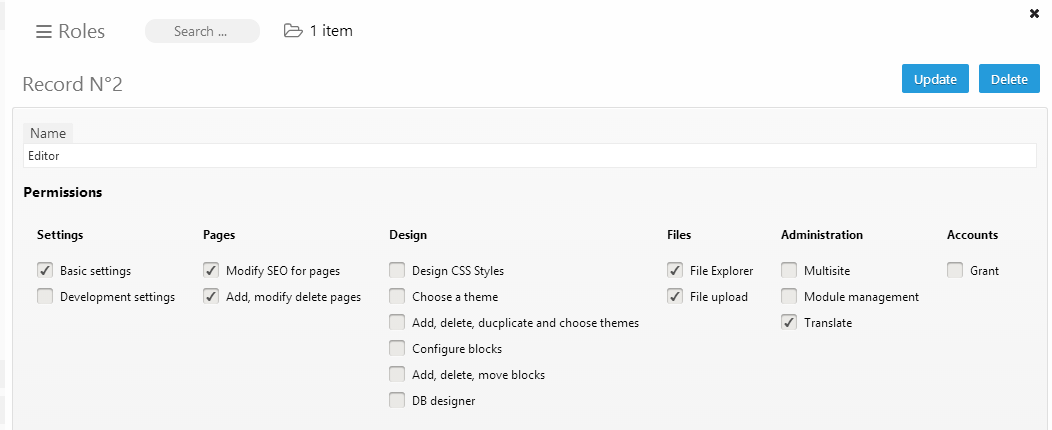 Roles
Search ...
1 item
Record N°2
Update
Delete
Name
Editor
Permissions
Settings
Basic settings
Development settings
Pages
Modify SEO for pages
Add, modify delete pages
Design
Design CSS Styles
Choose a theme
Add, delete, ducplicate and choose themes
Configure blocks
Add, delete, move blocks
DB designer
Files
File Explorer
File upload
Administration
Multisite
Module management
Translate
Accounts
Grant